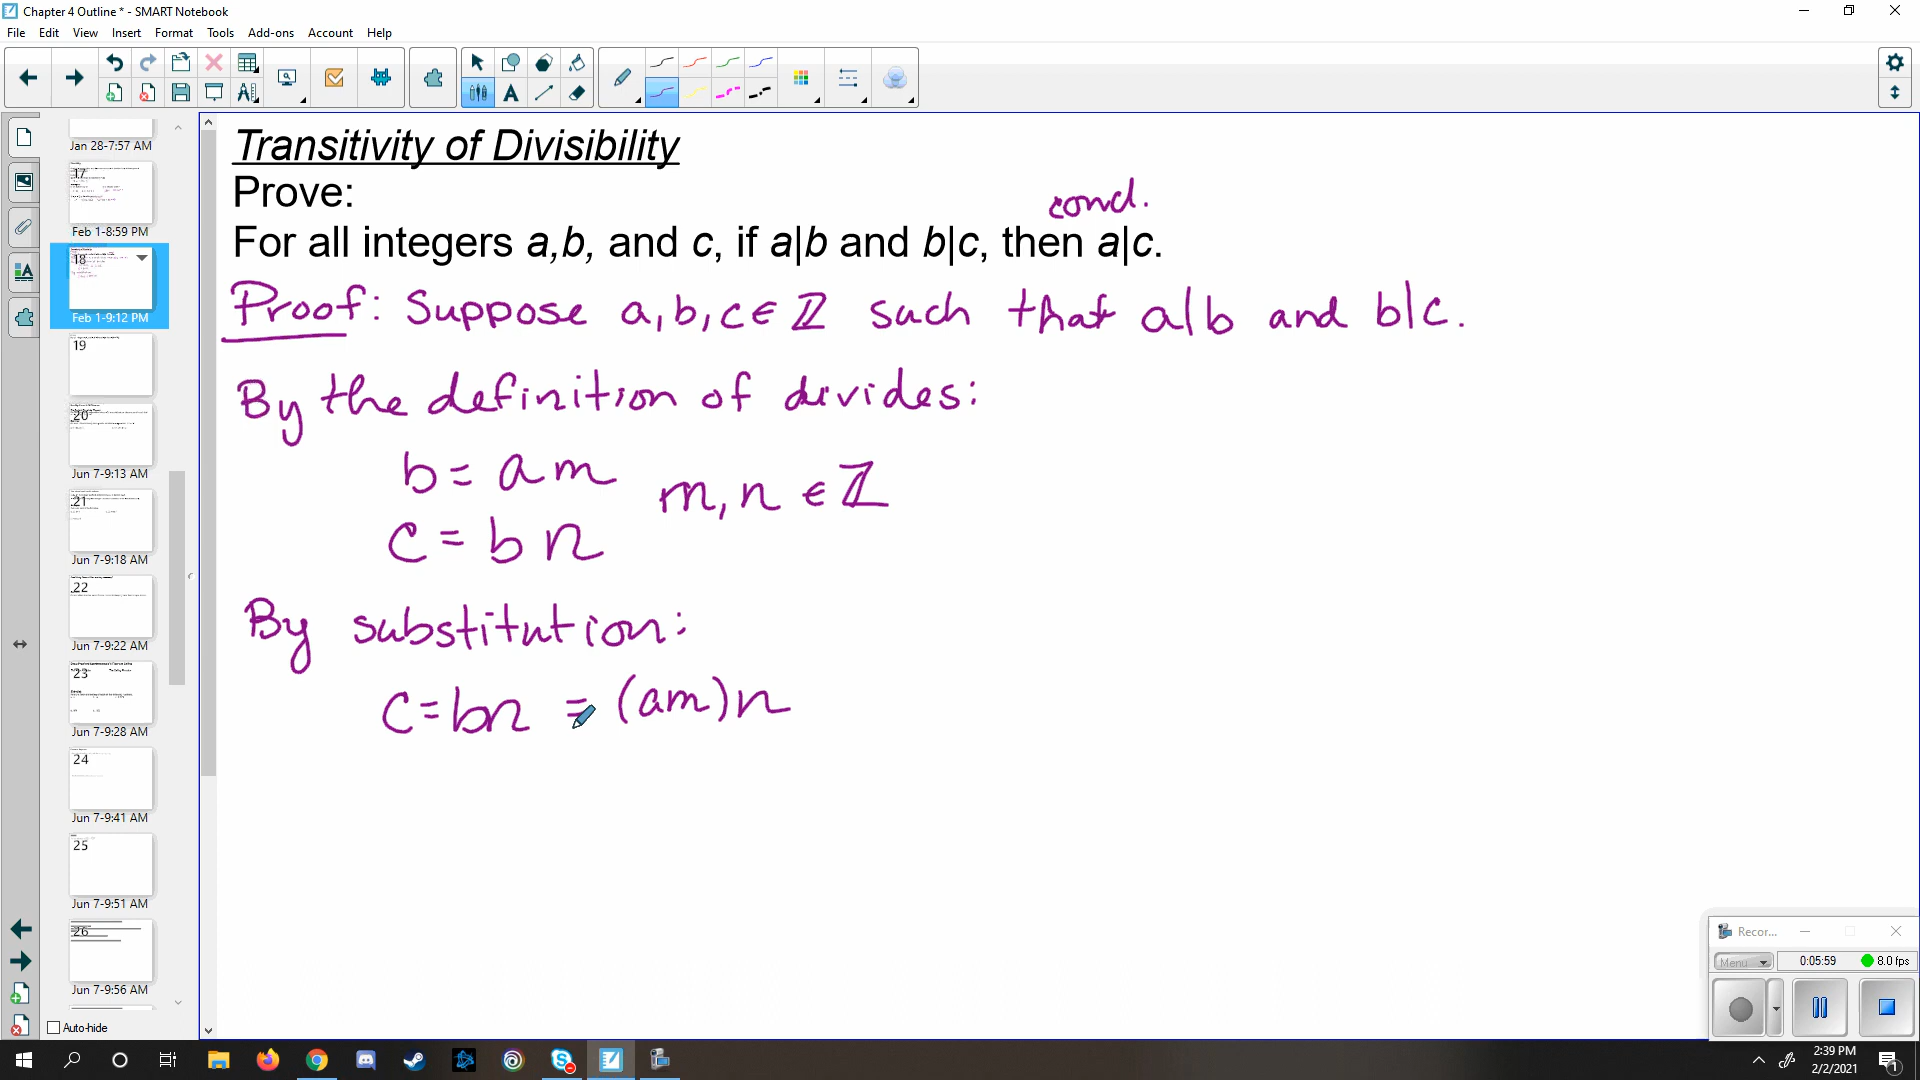 Chapter 4 Outline * - SMART Notebook
File Edit View Insert Format Tools Add-ons Account Help
Jan 28-7:57 AM
17
Feb 1-8:59 PM
18
Feb 1-9:12 PM
19
20
Jun 7-9:13 AM
21
Jun 7-9:18 AM
22
Jun 7-9:22 AM
23
Jun 7-9:28 AM
24
Jun 7-9:41 AM
25
Jun 7-9:51 AM
26
Jun 7-9:56 AM
Auto-hide
Transitivity of Divisibility
Prove:
concl.
For all integers a,b, and c, if a|b and b|c, then a|c.
Proof: Suppose a,b,c ∈ ℤ such that a|b and b|c.
By the definition of divides:
b = am
m,n ∈ ℤ
c = bn
By substitution:
c = bn = (am)n
Recor...
Menu 0:05:59 8.0 fps
2:39 PM
2/2/2021
1